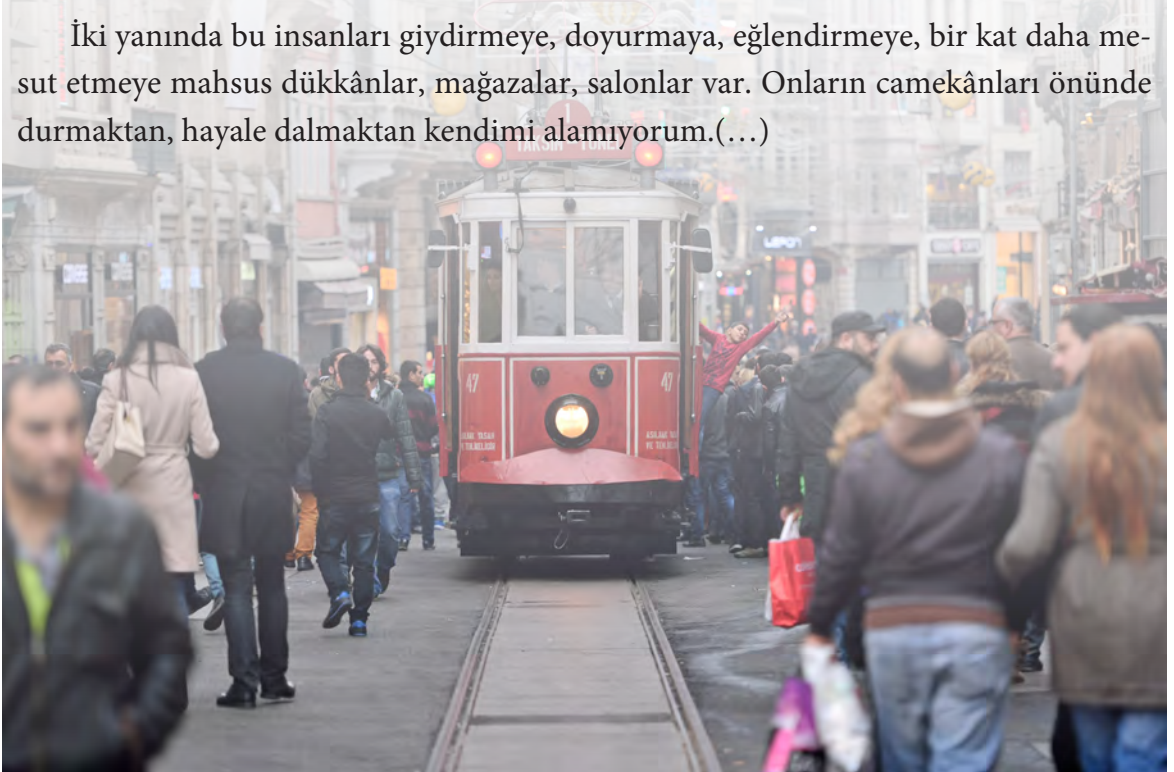 İki yanında bu insanları giydirmeye, doyurmaya, eğlendirmeye, bir kat daha me-
sut etmeye mahsus dükkânlar, mağazalar, salonlar var. Onların camekânları önünde
durmaktan, hayale dalmaktan kendimi alamıyorum.(…)
1
TAKSİM - TÜNEL
47
47